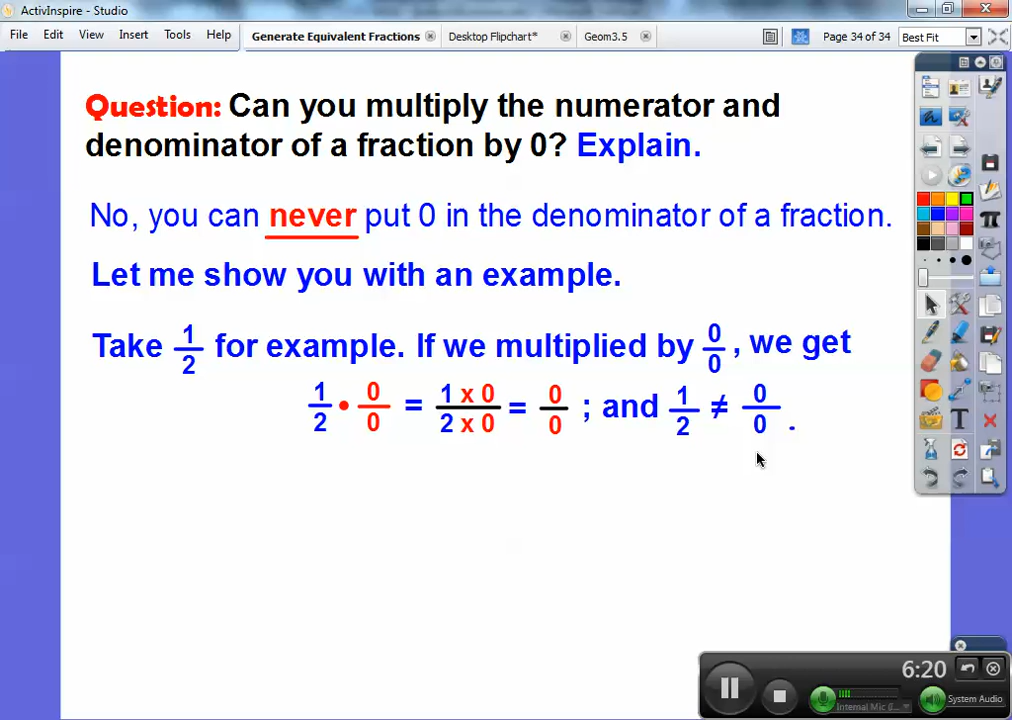 ActivInspire - Studio
File Edit View Insert Tools Help Generate Equivalent Fractions Desktop Flipchart* Geom3.5 Page 34 of 34 Best Fit
Question: Can you multiply the numerator and
denominator of a fraction by 0? Explain.
No, you can never put 0 in the denominator of a fraction.
Let me show you with an example.
Take 1/2 for example. If we multiplied by 0/0, we get
1/2 • 0/0 = 1 x 0/2 x 0 = 0/0 ; and 1/2 ≠ 0/0 .
6:20
Internal Mic (I... System Audio